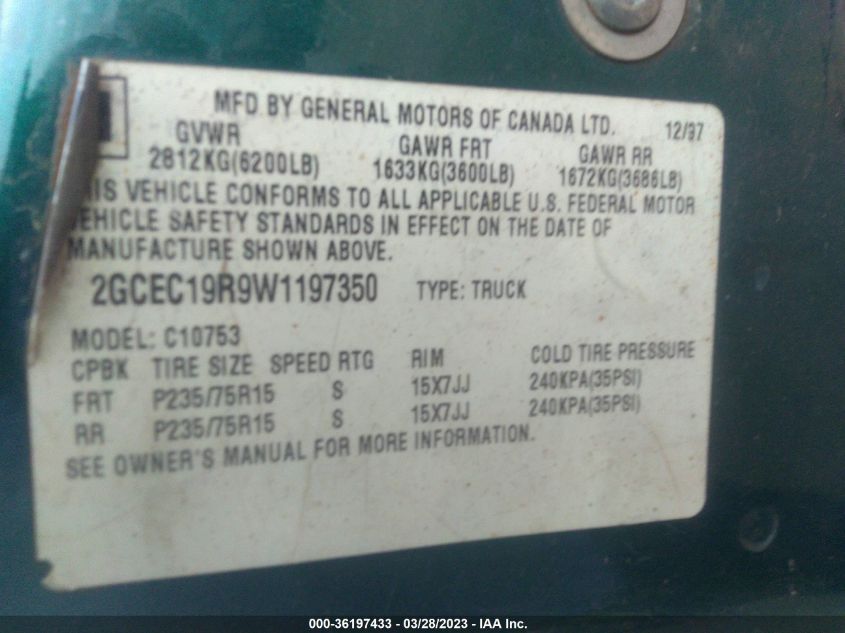 MFD BY GENERAL MOTORS OF CANADA LTD. 12/97
GVWR GAWR FRT GAWR RR
2812KG(6200LB) 1633KG(3600LB) 1672KG(3686LB)
THIS VEHICLE CONFORMS TO ALL APPLICABLE U.S. FEDERAL MOTOR
VEHICLE SAFETY STANDARDS IN EFFECT ON THE DATE OF
MANUFACTURE SHOWN ABOVE.
2GCEC19R9W1197350 TYPE: TRUCK
MODEL: C10753
CPBK TIRE SIZE SPEED RTG RIM COLD TIRE PRESSURE
FRT P235/75R15 S 15X7JJ 240KPA(35PSI)
RR P235/75R15 S 15X7JJ 240KPA(35PSI)
SEE OWNER'S MANUAL FOR MORE INFORMATION.
000-36197433 - 03/28/2023 - IAA Inc.